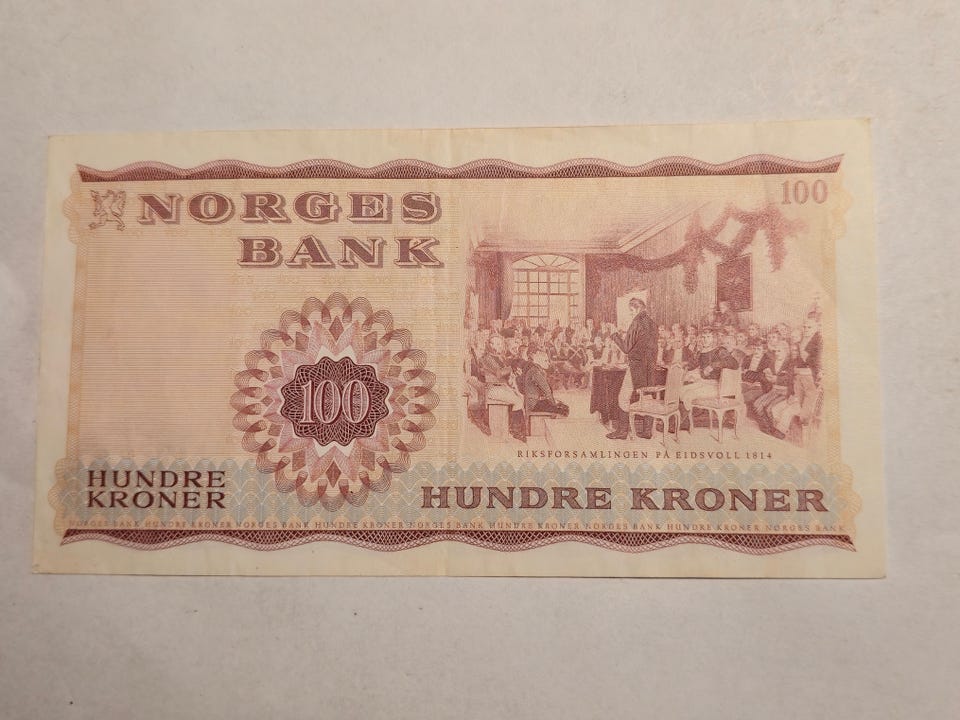 NORGES
BANK
100
100
RIKSFORSAMLINGEN PÅ EIDSVOLL 1814
HUNDRE
KRONER
HUNDRE KRONER
NORGES BANK HUNDRE KRONER NORGES BANK HUNDRE KRONER NORGES BANK HUNDRE KRONER NORGES BANK HUNDRE KRONER NORGES BANK